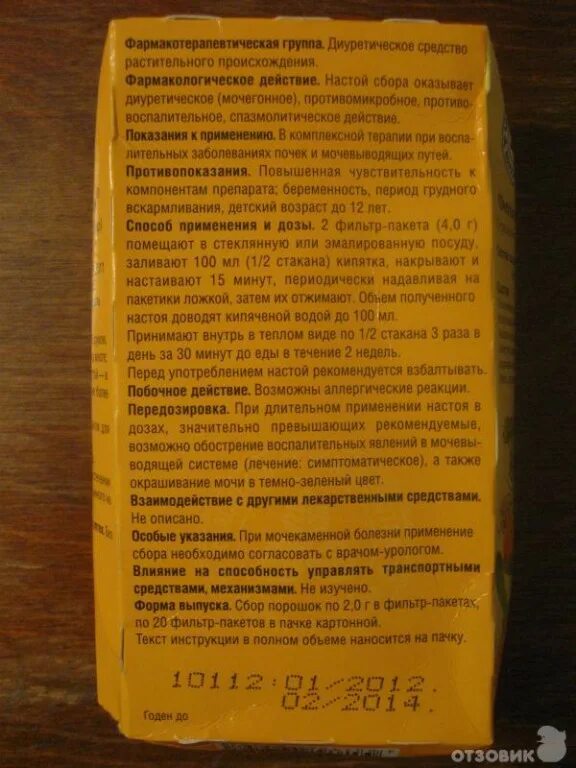 Фармакотерапевтическая группа. Диуретическое средство
растительного происхождения.
Фармакологическое действие. Настой сбора оказывает
диуретическое (мочегонное), противомикробное, противо-
воспалительное, спазмолитическое действие.
Показания к применению. В комплексной терапии при воспа-
лительных заболеваниях почек и мочевыводящих путей.
Противопоказания. Повышенная чувствительность к
компонентам препарата; беременность, период грудного
вскармливания, детский возраст до 12 лет.
Способ применения и дозы. 2 фильтр-пакета (4,0 г)
помещают в стеклянную или эмалированную посуду,
заливают 100 мл (1/2 стакана) кипятка, накрывают и
настаивают 15 минут, периодически надавливая на
пакетики ложкой, затем их отжимают. Объем полученного
настоя доводят кипяченой водой до 100 мл.
Принимают внутрь в теплом виде по 1/2 стакана 3 раза в
день за 30 минут до еды в течение 2 недель.
Перед употреблением настой рекомендуется взбалтывать.
Побочное действие. Возможны аллергические реакции.
Передозировка. При длительном применении настоя в
дозах, значительно превышающих рекомендуемые,
возможно обострение воспалительных явлений в мочевы-
водящей системе (лечение: симптоматическое), а также
окрашивание мочи в темно-зеленый цвет.
Взаимодействие с другими лекарственными средствами.
Не описано.
Особые указания. При мочекаменной болезни применение
сбора необходимо согласовать с врачом-урологом.
Влияние на способность управлять транспортными
средствами, механизмами. Не изучено.
Форма выпуска. Сбор порошок по 2,0 г в фильтр-пакетах,
по 20 фильтр-пакетов в пачке картонной.
Текст инструкции в полном объеме наносится на пачку.
10112:01/2012.
02/2014.
Годен до
ОТЗОВИК